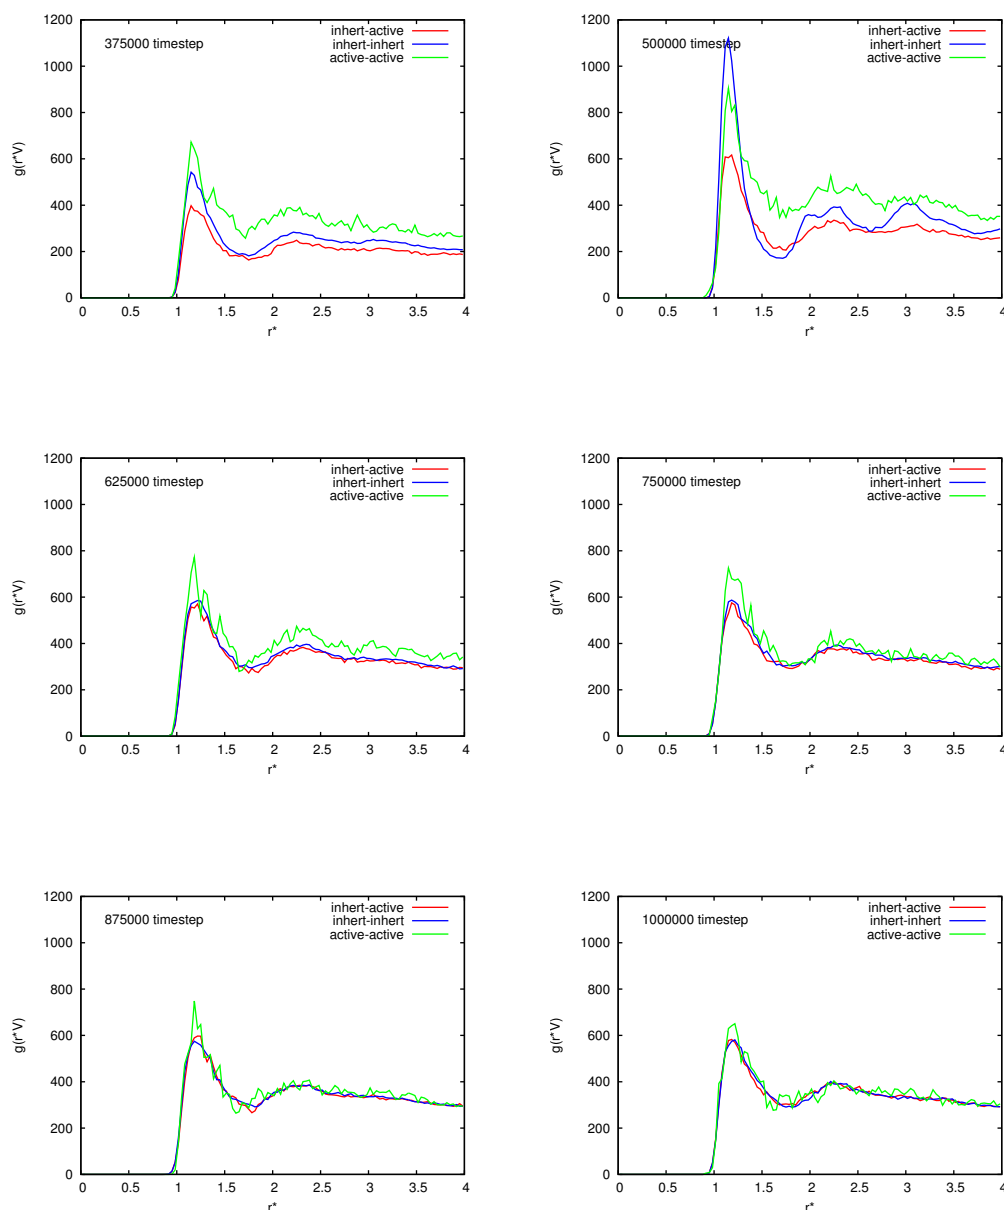 1200
1000
800
600
400
200
0
g(r*V)
375000 timestep
inhert-active
inhert-inhert
active-active
0 0.5 1 1.5 2 2.5 3 3.5 4
r*
1200
1000
800
600
400
200
0
g(r*V)
500000 timestep
inhert-active
inhert-inhert
active-active
0 0.5 1 1.5 2 2.5 3 3.5 4
r*
1200
1000
800
600
400
200
0
g(r*V)
625000 timestep
inhert-active
inhert-inhert
active-active
0 0.5 1 1.5 2 2.5 3 3.5 4
r*
1200
1000
800
600
400
200
0
g(r*V)
750000 timestep
inhert-active
inhert-inhert
active-active
0 0.5 1 1.5 2 2.5 3 3.5 4
r*
1200
1000
800
600
400
200
0
g(r*V)
875000 timestep
inhert-active
inhert-inhert
active-active
0 0.5 1 1.5 2 2.5 3 3.5 4
r*
1200
1000
800
600
400
200
0
g(r*V)
1000000 timestep
inhert-active
inhert-inhert
active-active
0 0.5 1 1.5 2 2.5 3 3.5 4
r*